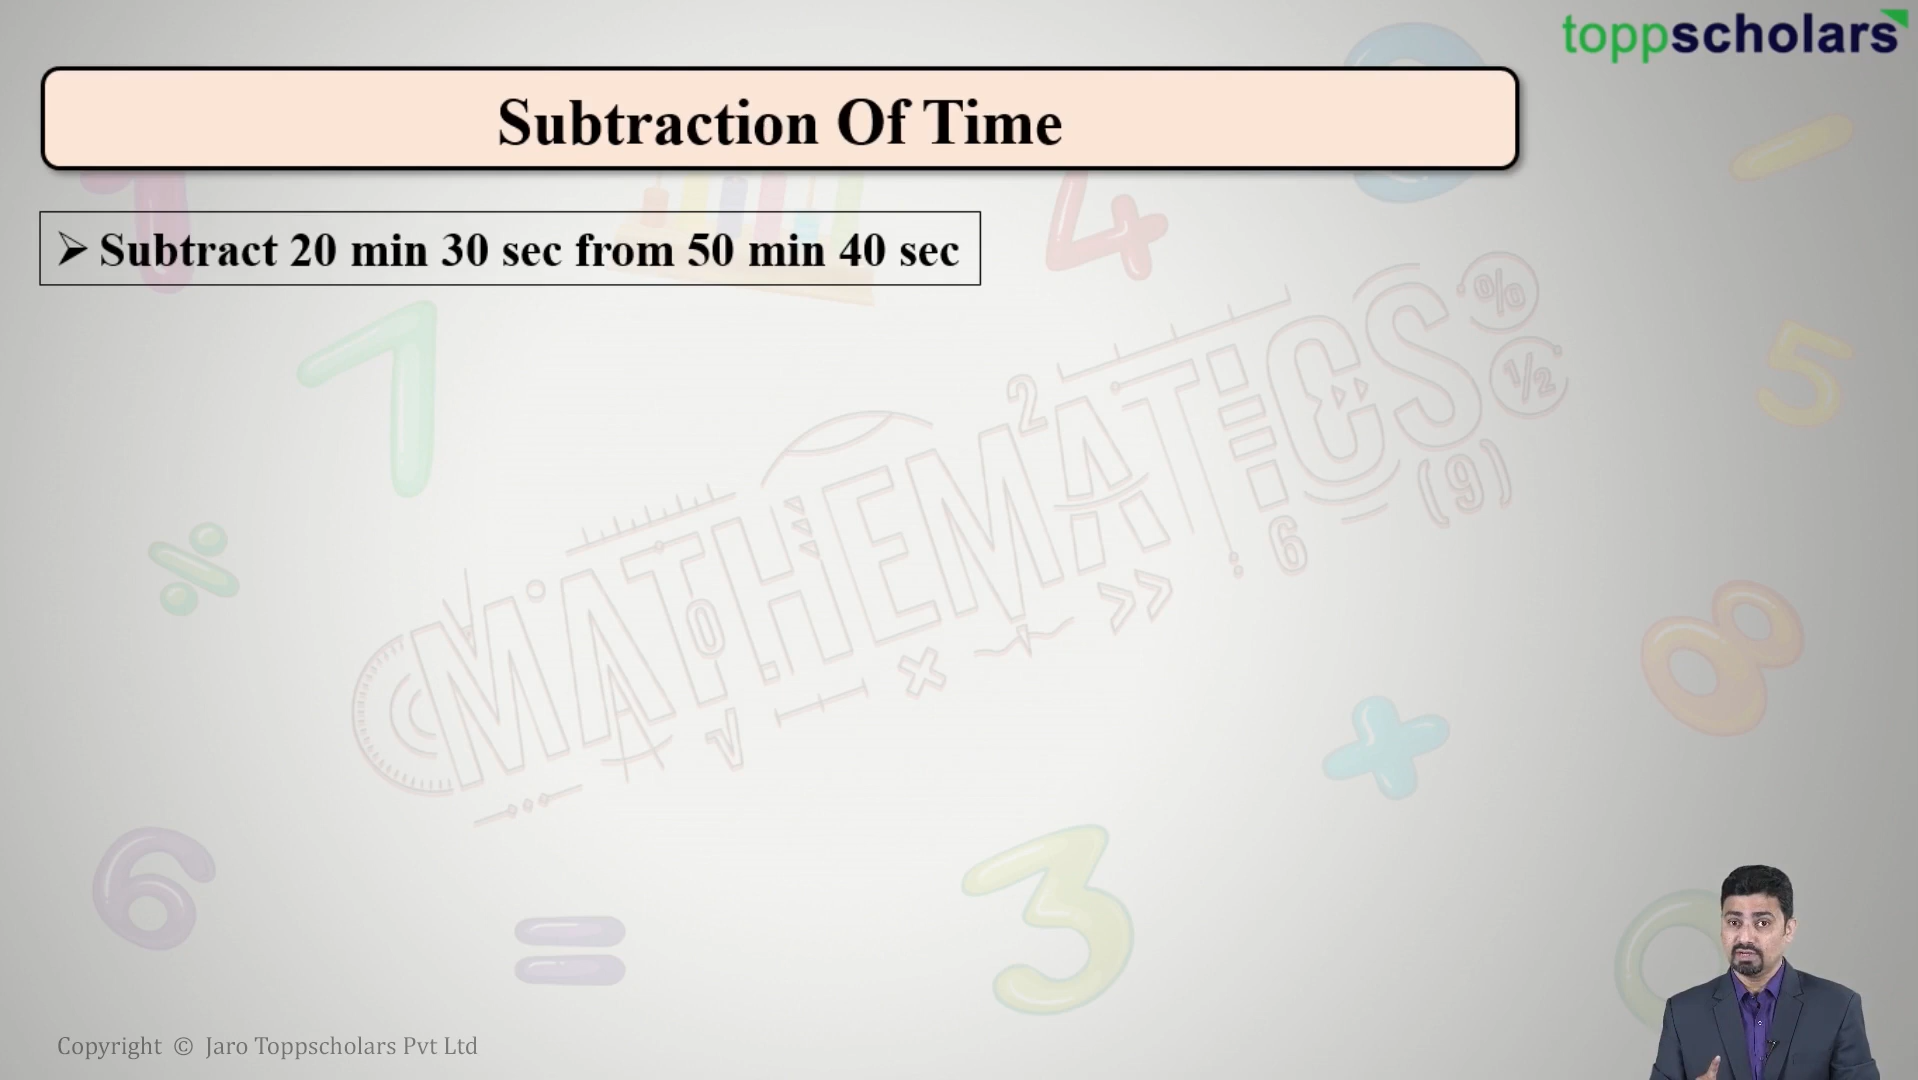 toppscholars
Subtraction Of Time
➢ Subtract 20 min 30 sec from 50 min 40 sec
MATHEMATICS
Copyright © Jaro Toppscholars Pvt Ltd